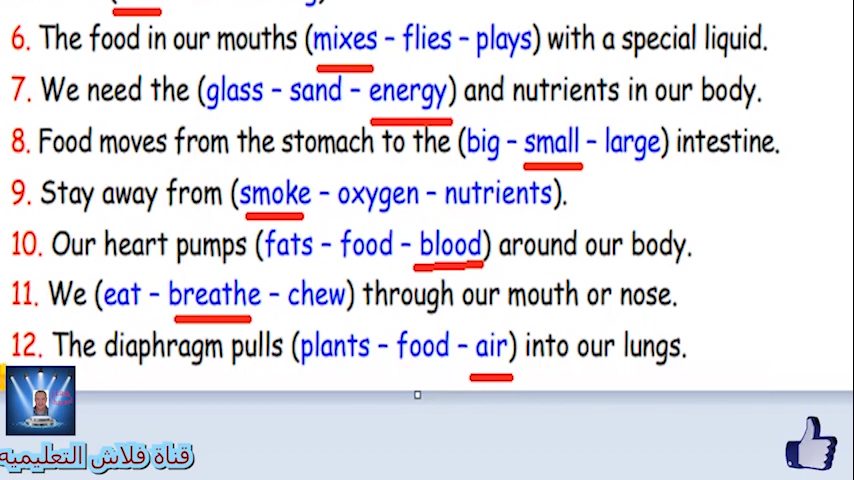 6. The food in our mouths (mixes – flies – plays) with a special liquid.
7. We need the (glass – sand – energy) and nutrients in our body.
8. Food moves from the stomach to the (big – small – large) intestine.
9. Stay away from (smoke – oxygen – nutrients).
10. Our heart pumps (fats – food – blood) around our body.
11. We (eat – breathe – chew) through our mouth or nose.
12. The diaphragm pulls (plants – food – air) into our lungs.
قناة فلاش التعليميه